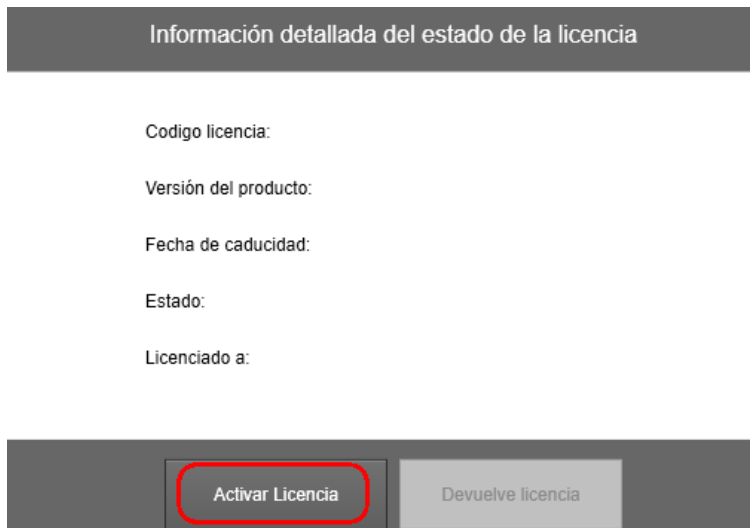 Información detallada del estado de la licencia
Codigo licencia:
Versión del producto:
Fecha de caducidad:
Estado:
Licenciado a:
Activar Licencia
Devuelve licencia